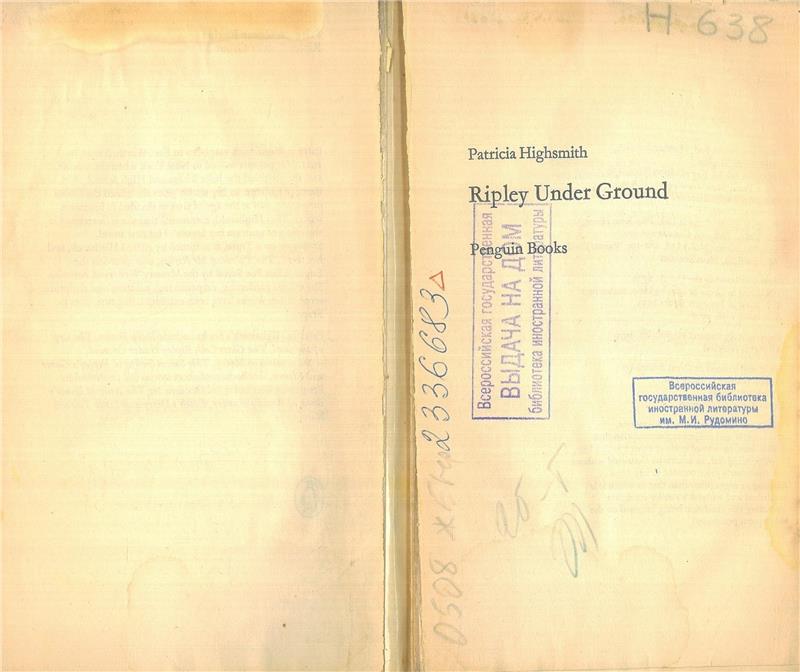 H 638
Patricia Highsmith
Ripley Under Ground
Penguin Books
Всероссийская государственная
ВЫДАЧА НА ДОМ
библиотека иностранной литературы
2336683
Всероссийская
государственная библиотека
иностранной литературы
им. М.И. Рудомино
0508